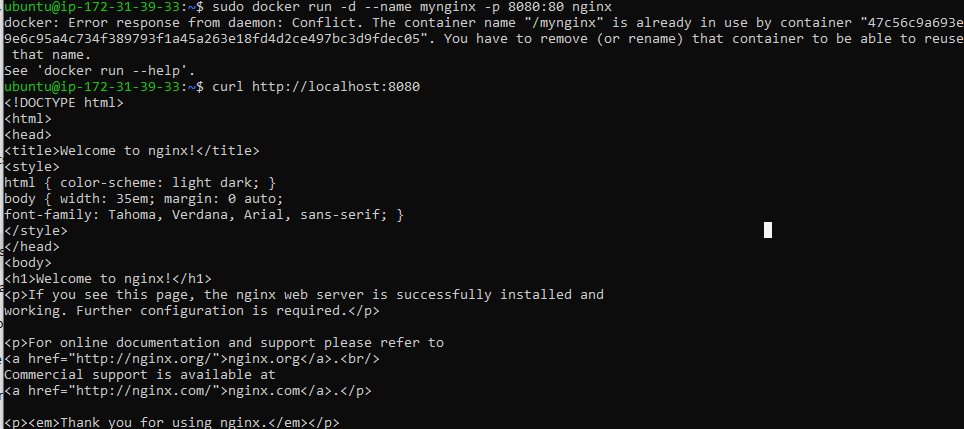 ubuntu@ip-172-31-39-33:~$ sudo docker run -d --name mynginx -p 8080:80 nginx
docker: Error response from daemon: Conflict. The container name "/mynginx" is already in use by container "47c56c9a693e
9e6c95a4c734f389793f1a45a263e18fd4d2ce497bc3d9fdec05". You have to remove (or rename) that container to be able to reuse
 that name.
See 'docker run --help'.
ubuntu@ip-172-31-39-33:~$ curl http://localhost:8080
<!DOCTYPE html>
<html>
<head>
<title>Welcome to nginx!</title>
<style>
html { color-scheme: light dark; }
body { width: 35em; margin: 0 auto;
font-family: Tahoma, Verdana, Arial, sans-serif; }
</style>
</head>
<body>
<h1>Welcome to nginx!</h1>
<p>If you see this page, the nginx web server is successfully installed and
working. Further configuration is required.</p>

<p>For online documentation and support please refer to
<a href="http://nginx.org/">nginx.org</a>.<br/>
Commercial support is available at
<a href="http://nginx.com/">nginx.com</a>.</p>

<p><em>Thank you for using nginx.</em></p>